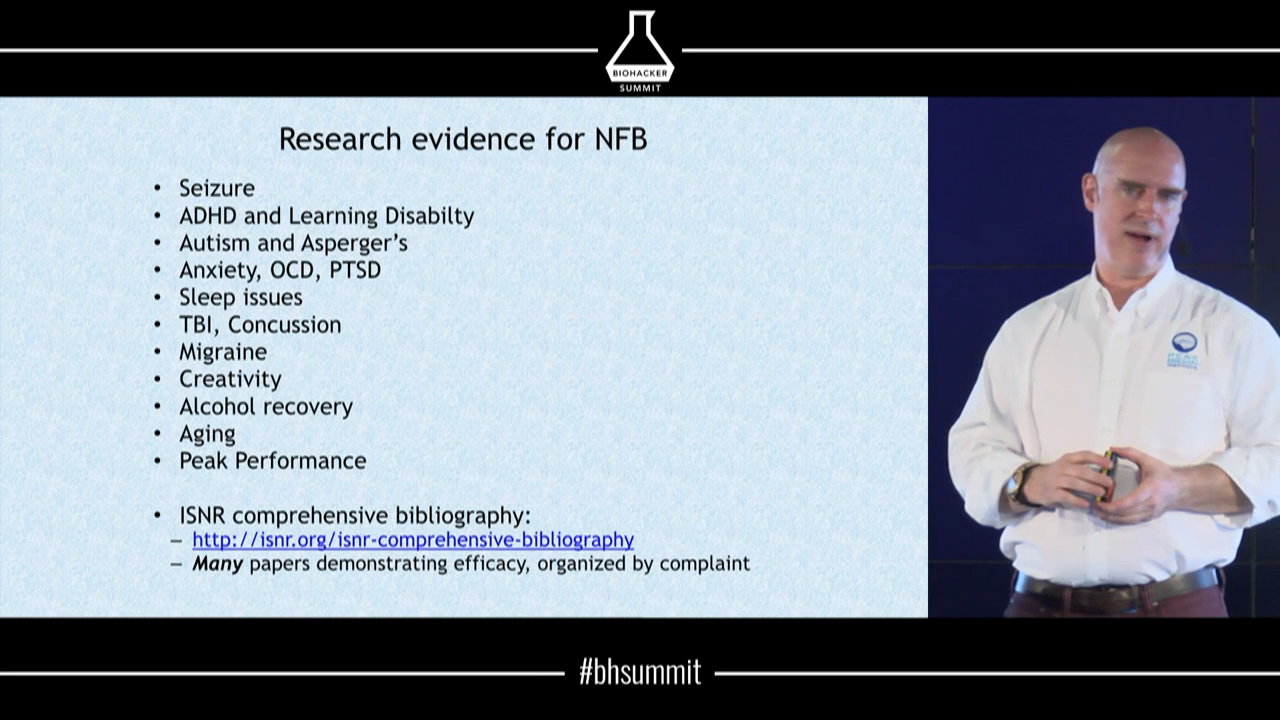 BIOHACKER
SUMMIT
Research evidence for NFB
• Seizure
• ADHD and Learning Disabilty
• Autism and Asperger’s
• Anxiety, OCD, PTSD
• Sleep issues
• TBI, Concussion
• Migraine
• Creativity
• Alcohol recovery
• Aging
• Peak Performance
• ISNR comprehensive bibliography:
– http://isnr.org/isnr-comprehensive-bibliography
– Many papers demonstrating efficacy, organized by complaint
PEAK
#bhsummit